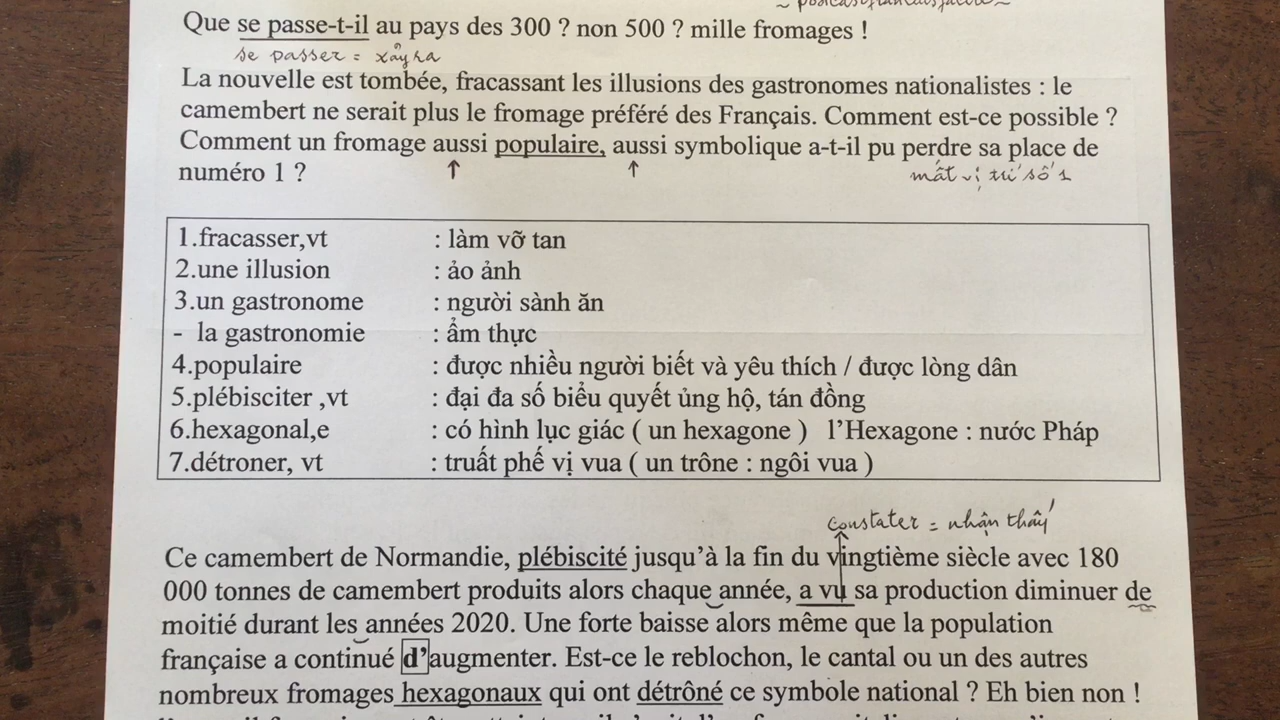 Que se passe-t-il au pays des 300 ? non 500 ? mille fromages !
se passer = xảy ra
La nouvelle est tombée, fracassant les illusions des gastronomes nationalistes : le
camembert ne serait plus le fromage préféré des Français. Comment est-ce possible ?
Comment un fromage aussi populaire, aussi symbolique a-t-il pu perdre sa place de
numéro 1 ?
mất vị trí số 1
1.fracasser,vt : làm vỡ tan
2.une illusion : ảo ảnh
3.un gastronome : người sành ăn
- la gastronomie : ẩm thực
4.populaire : được nhiều người biết và yêu thích / được lòng dân
5.plébisciter ,vt : đại đa số biểu quyết ủng hộ, tán đồng
6.hexagonal,e : có hình lục giác ( un hexagone ) l'Hexagone : nước Pháp
7.détroner, vt : truất phế vị vua ( un trône : ngôi vua )
constater = nhận thấy
Ce camembert de Normandie, plébiscité jusqu'à la fin du vingtième siècle avec 180
000 tonnes de camembert produits alors chaque année, a vu sa production diminuer de
moitié durant les années 2020. Une forte baisse alors même que la population
française a continué d'augmenter. Est-ce le reblochon, le cantal ou un des autres
nombreux fromages hexagonaux qui ont détrôné ce symbole national ? Eh bien non !